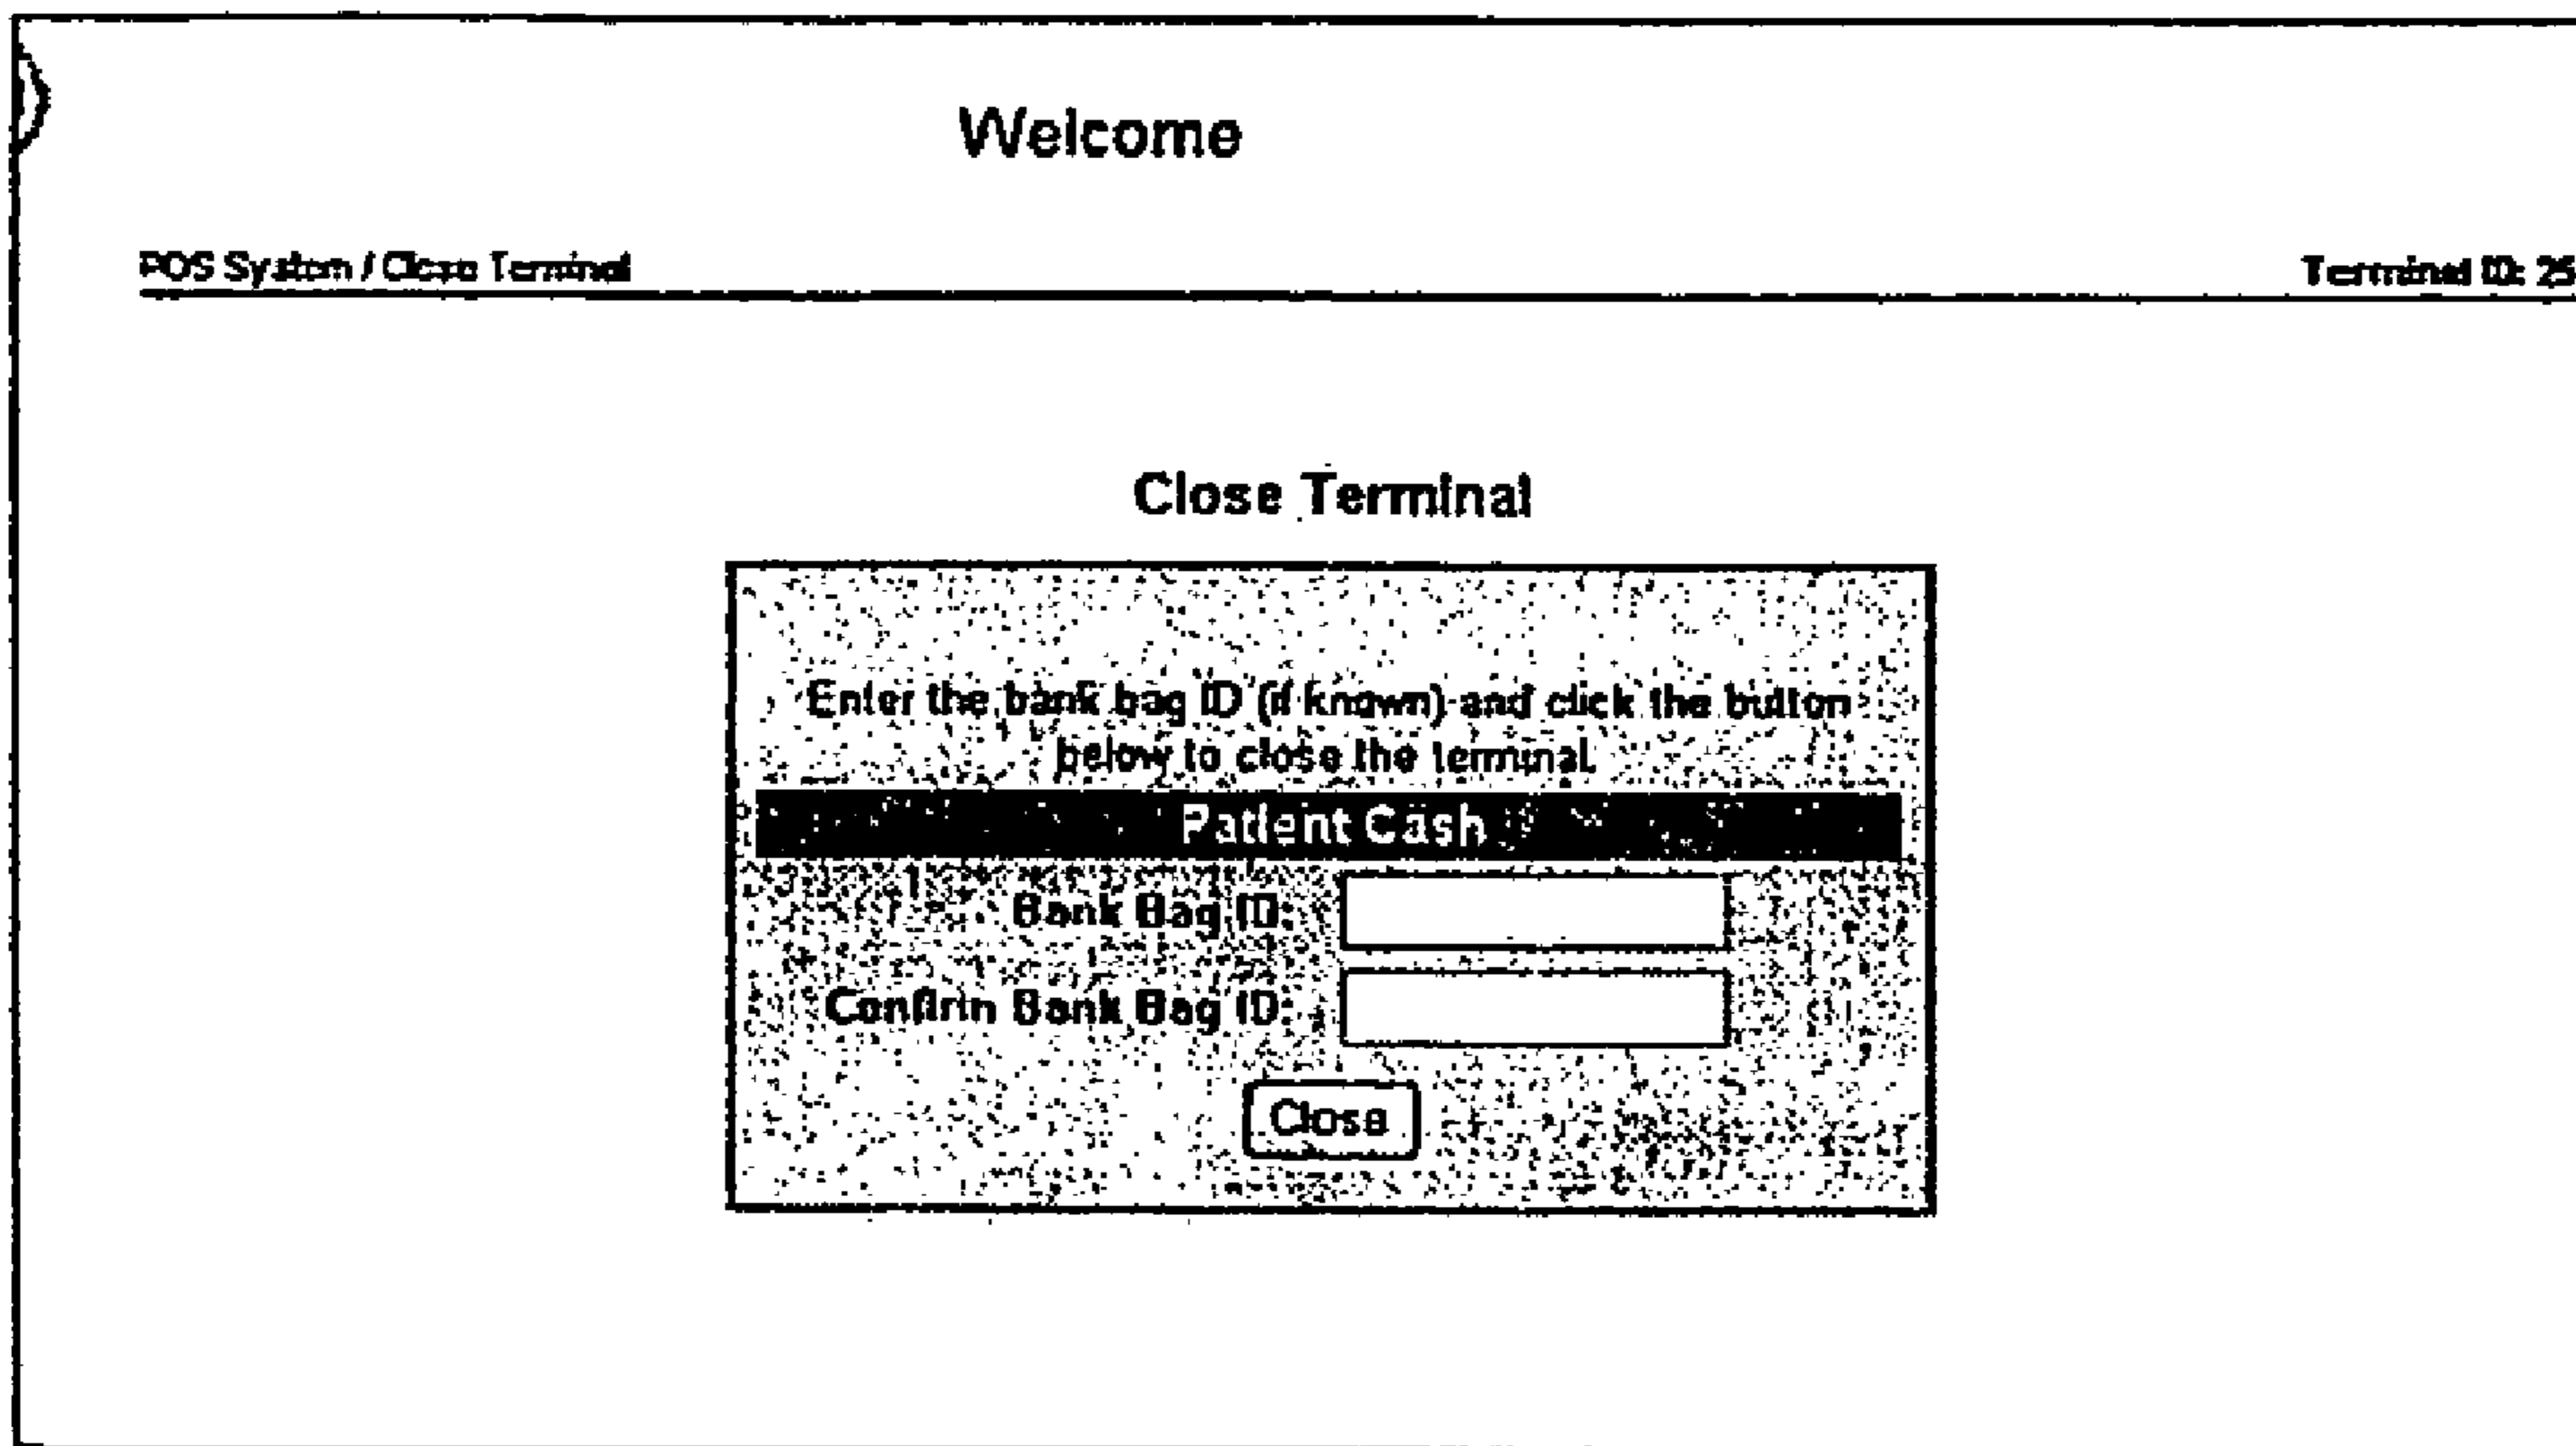 Welcome
POS System / Close Terminal
Terminal ID: 25
Close Terminal
Enter the bank bag ID (if known) and click the button
below to close the terminal.
Patient Cash
Bank Bag ID:
Confirm Bank Bag ID:
Close